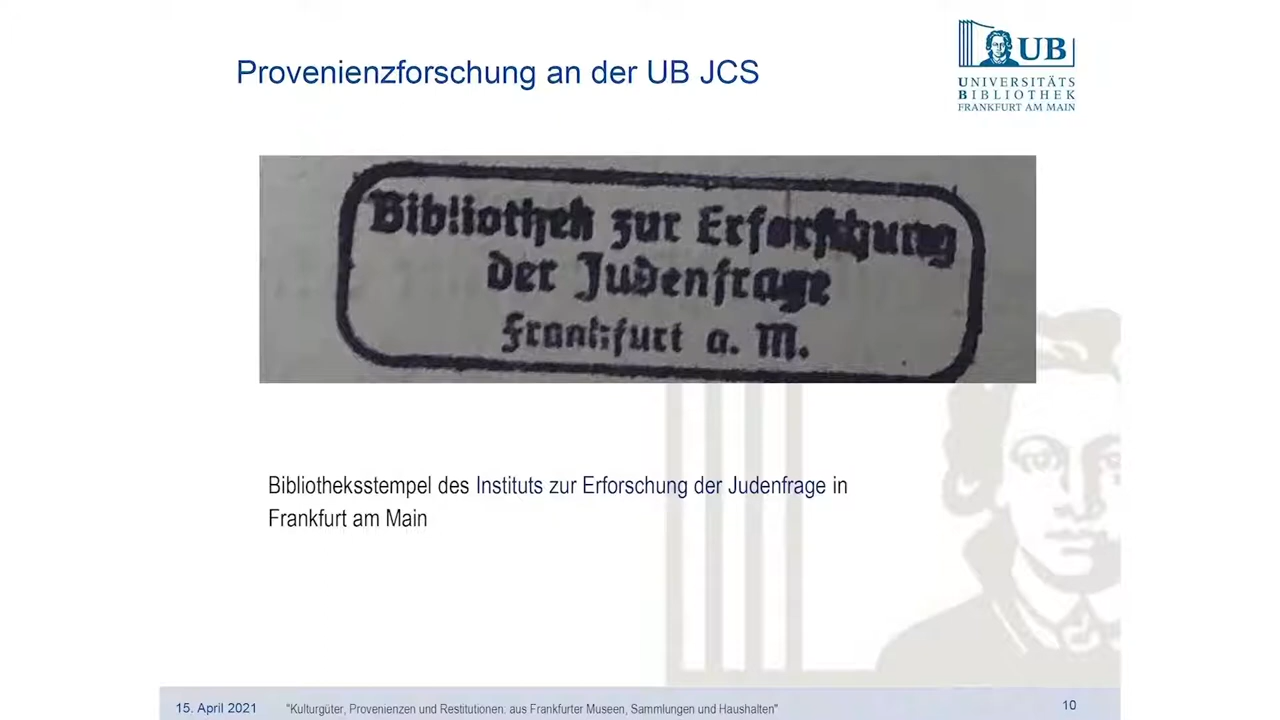 Provenienzforschung an der UB JCS
UB
UNIVERSITÄTS
BIBLIOTHEK
FRANKFURT AM MAIN
Bibliothek zur Erforschung
der Judenfrage
Frankfurt a. M.
Bibliotheksstempel des Instituts zur Erforschung der Judenfrage in
Frankfurt am Main
15. April 2021
"Kulturgüter, Provenienzen und Restitutionen: aus Frankfurter Museen, Sammlungen und Haushalten"
10